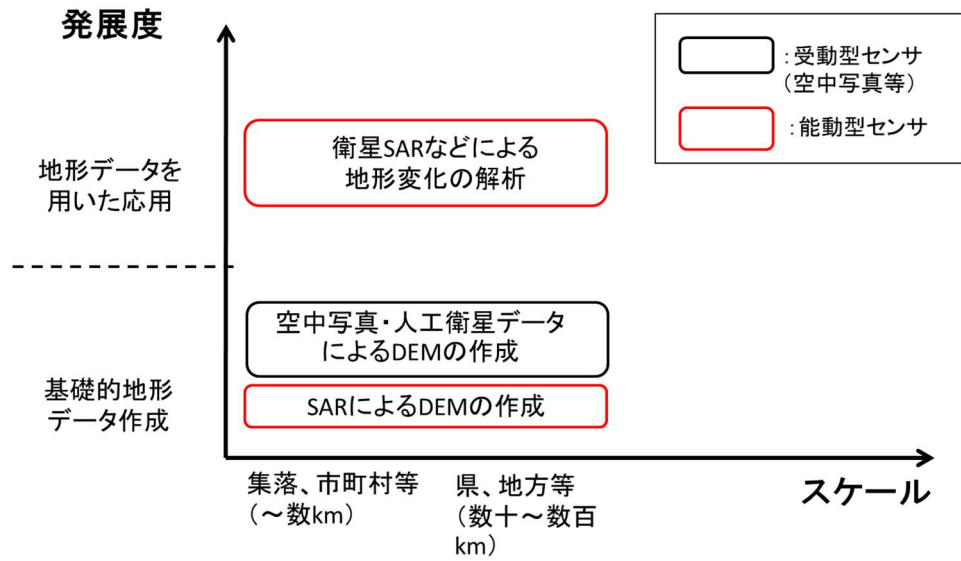 発展度
:受動型センサ
(空中写真等)
:能動型センサ
衛星SARなどによる
地形変化の解析
地形データを
用いた応用
空中写真・人工衛星データ
によるDEMの作成
SARによるDEMの作成
基礎的地形
データ作成
集落、市町村等
(~数km)
県、地方等
(数十~数百
km)
スケール